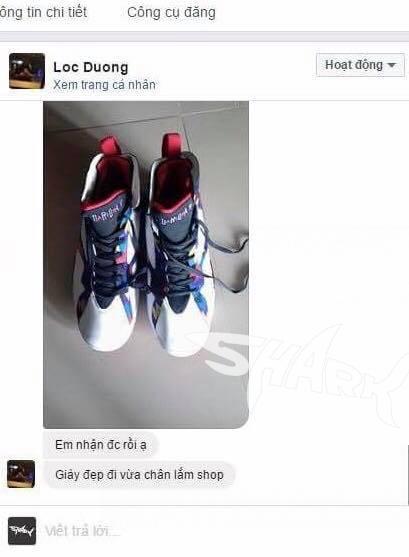 ông tin chi tiết
Công cụ đăng
Loc Duong
Hoạt động
Xem trang cá nhân
SHARK
Em nhận đc rồi ạ
Giày đẹp đi vừa chân lắm shop
Viết trả lời...